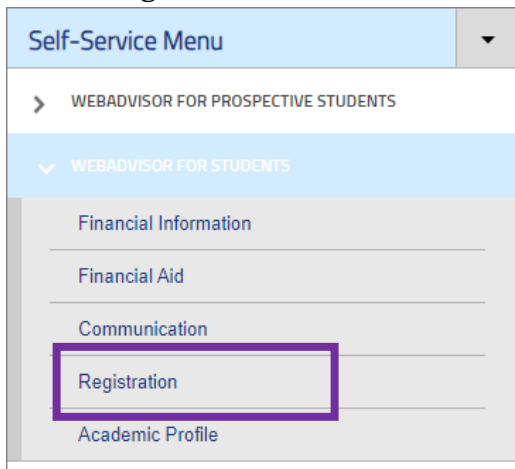 Self-Service Menu
WEBADVISOR FOR PROSPECTIVE STUDENTS
WEBADVISOR FOR STUDENTS
Financial Information
Financial Aid
Communication
Registration
Academic Profile